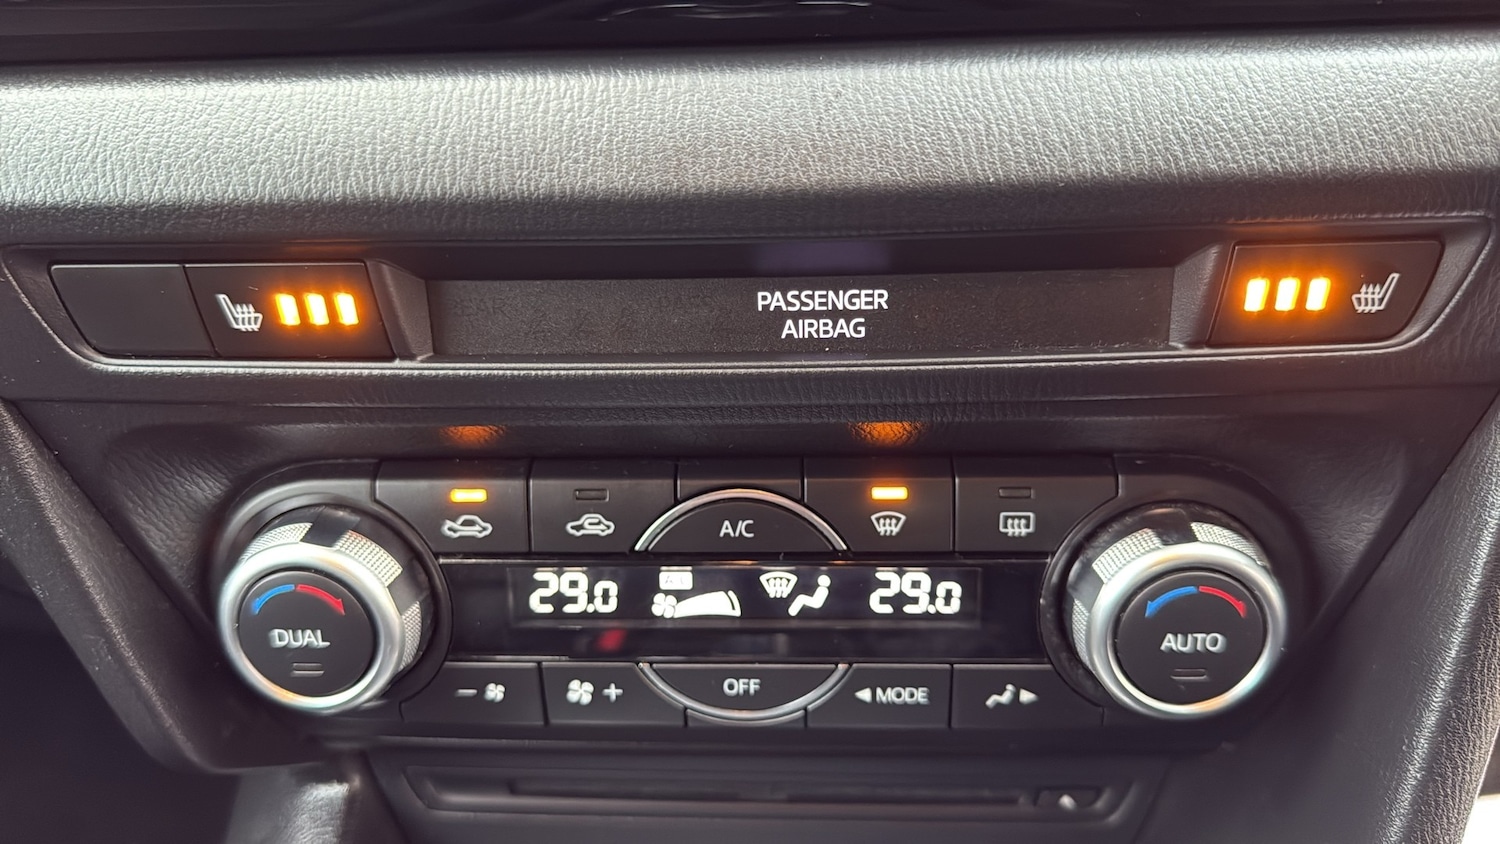 PASSENGER
AIRBAG
A/C
29.0 A/C 29.0
DUAL
AUTO
OFF
MODE